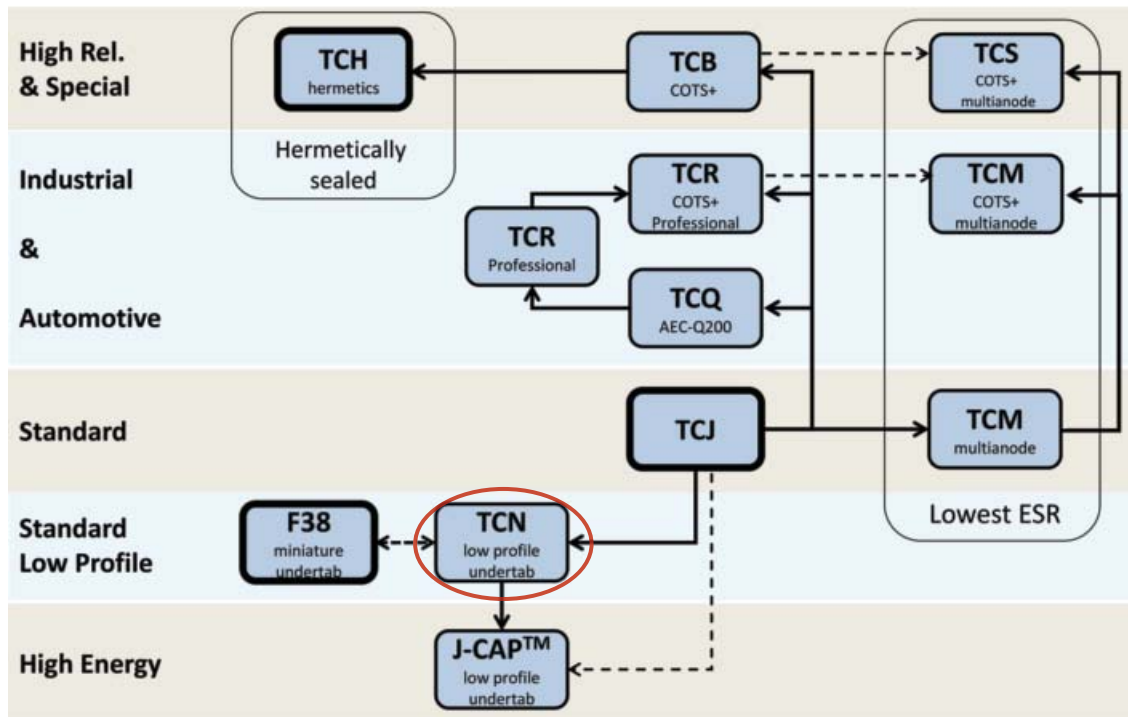 High Rel.
& Special
TCH
hermetics
TCB
COTS+
TCS
COTS+
multianode
Hermetically
sealed
Industrial
&
Automotive
TCR
COTS+
Professional
TCM
COTS+
multianode
TCR
Professional
TCQ
AEC-Q200
Standard
TCJ
TCM
multianode
Lowest ESR
Standard
Low Profile
F38
miniature
undertab
TCN
low profile
undertab
High Energy
J-CAP™
low profile
undertab